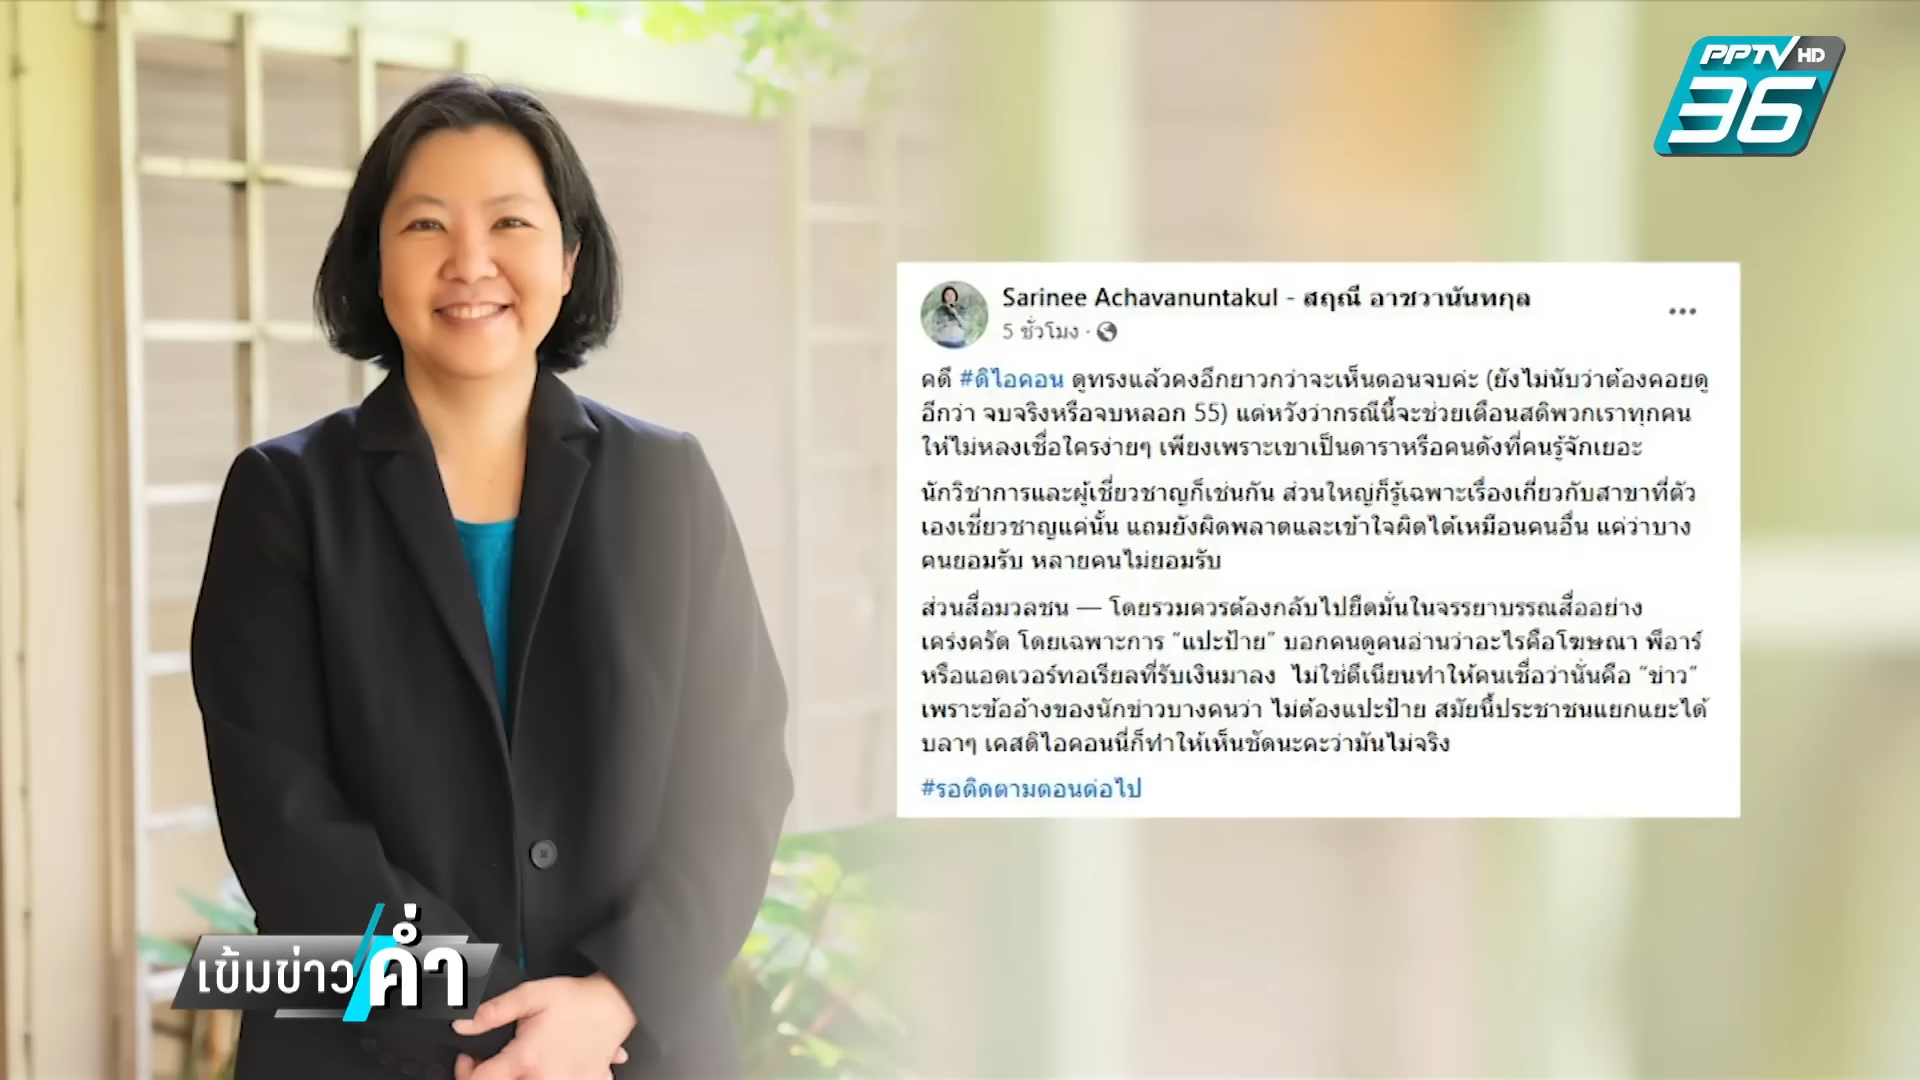 PPTV HD
36
Sarinee Achavanuntakul - สฤณี อาชวานันทกุล
5 ชั่วโมง ·
คดี #ดิไอคอน ดูทรงแล้วคงอีกยาวกว่าจะเห็นตอนจบค่ะ (ยังไม่นับว่าต้องคอยดู
อีกว่า จบจริงหรือจบหลอก 55) แต่หวังว่ากรณีนี้จะช่วยเตือนสติพวกเราทุกคน
ให้ไม่หลงเชื่อใครง่ายๆ เพียงเพราะเขาเป็นดาราหรือคนดังที่คนรู้จักเยอะ
นักวิชาการและผู้เชี่ยวชาญก็เช่นกัน ส่วนใหญ่ก็รู้เฉพาะเรื่องเกี่ยวกับสาขาที่ตัว
เองเชี่ยวชาญแค่นั้น แถมยังผิดพลาดและเข้าใจผิดได้เหมือนคนอื่น แค่ว่าบาง
คนยอมรับ หลายคนไม่ยอมรับ
ส่วนสื่อมวลชน — โดยรวมควรต้องกลับไปยึดมั่นในจรรยาบรรณสื่ออย่าง
เคร่งครัด โดยเฉพาะการ “แปะป้าย” บอกคนดูคนอ่านว่าอะไรคือโฆษณา พีอาร์
หรือแอดเวอร์ทอเรียลที่รับเงินมาลง ไม่ใช่ตีเนียนทำให้คนเชื่อว่านั่นคือ “ข่าว”
เพราะข้ออ้างของนักข่าวบางคนว่า ไม่ต้องแปะป้าย สมัยนี้ประชาชนแยกแยะได้
บลาๆ เคสดิไอคอนนี่ก็ทำให้เห็นชัดนะคะว่ามันไม่จริง
#รอติดตามตอนต่อไป
เข้มข่าวค่ำ